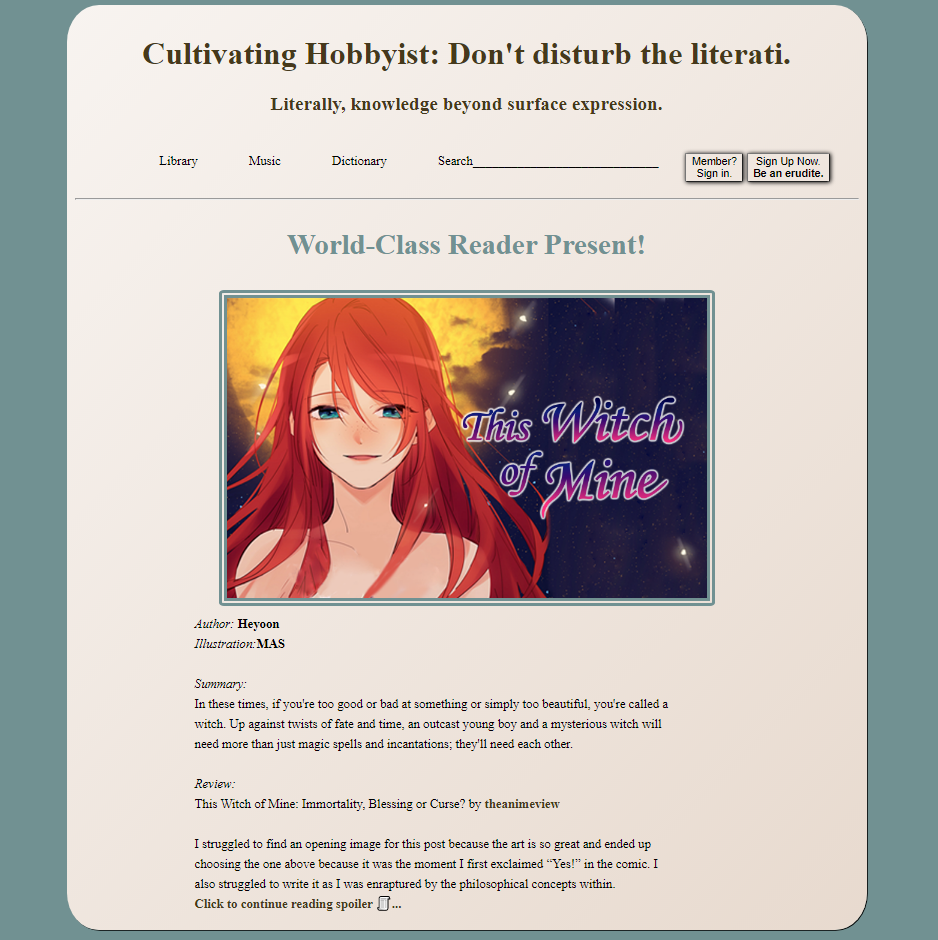 Cultivating Hobbyist: Don't disturb the literati.
Literally, knowledge beyond surface expression.
Library Music Dictionary Search____________________________ Member? Sign Up Now.
Sign in. Be an erudite.
World-Class Reader Present!
This Witch
of Mine
Author: Heyoon
Illustration:MAS
Summary:
In these times, if you're too good or bad at something or simply too beautiful, you're called a
witch. Up against twists of fate and time, an outcast young boy and a mysterious witch will
need more than just magic spells and incantations; they'll need each other.
Review:
This Witch of Mine: Immortality, Blessing or Curse? by theanimeview
I struggled to find an opening image for this post because the art is so great and ended up
choosing the one above because it was the moment I first exclaimed “Yes!” in the comic. I
also struggled to write it as I was enraptured by the philosophical concepts within.
Click to continue reading spoiler 📜...